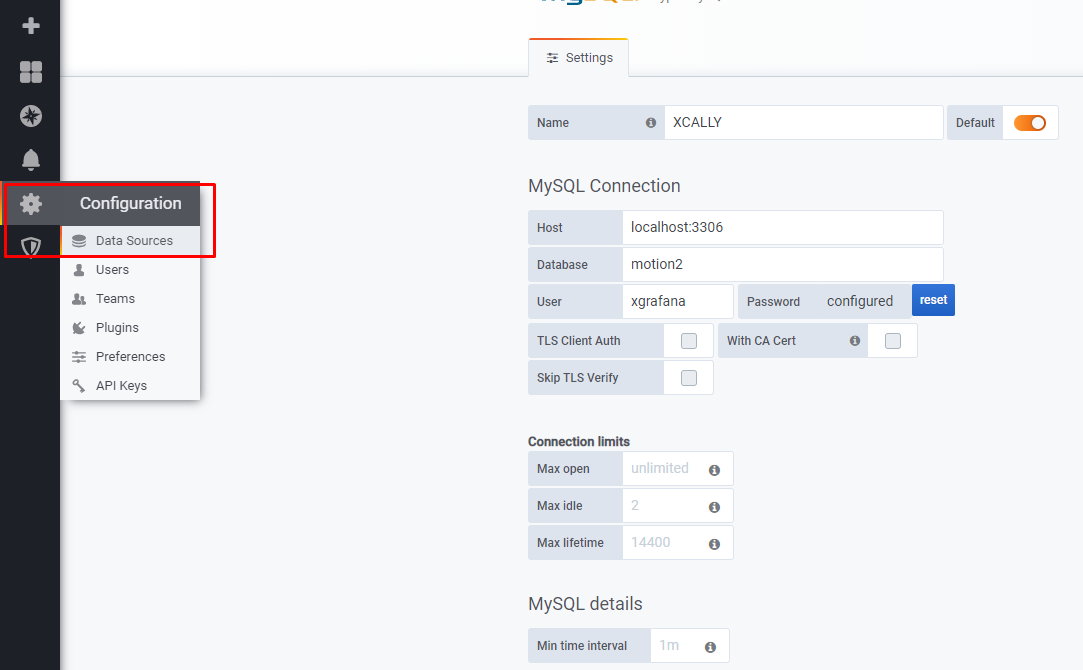 Settings
Name
XCALLY
Default
Configuration
Data Sources
Users
Teams
Plugins
Preferences
API Keys
MySQL Connection
Host
localhost:3306
Database
motion2
User
xgrafana
Password
configured
reset
TLS Client Auth
With CA Cert
Skip TLS Verify
Connection limits
Max open
unlimited
Max idle
2
Max lifetime
14400
MySQL details
Min time interval
1m